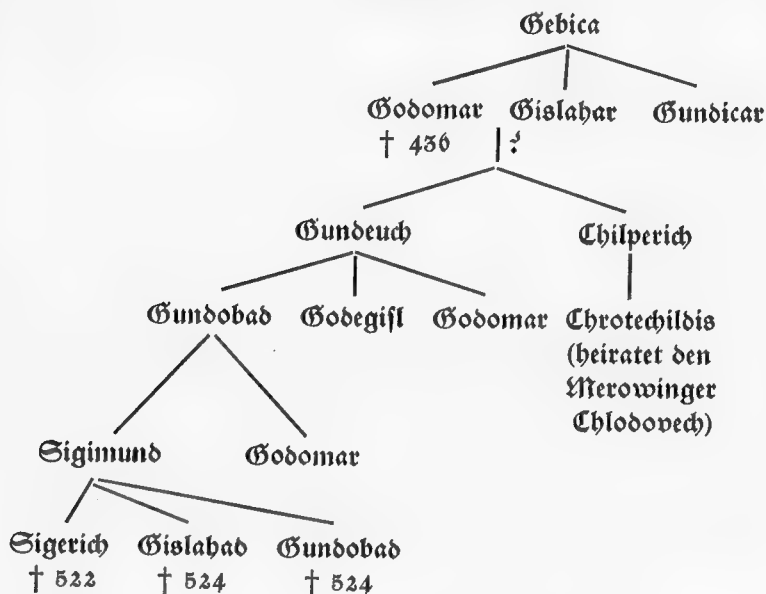 Gebica
Godomar Gislahar Gundicar
† 436 ?
Gundeuch Chilperich
Gundobad Godegisl Godomar Chrotechildis
(heiratet den
Merowinger
Chlodovech)
Sigimund Godomar
Sigerich Gislahad Gundobad
† 522 † 524 † 524